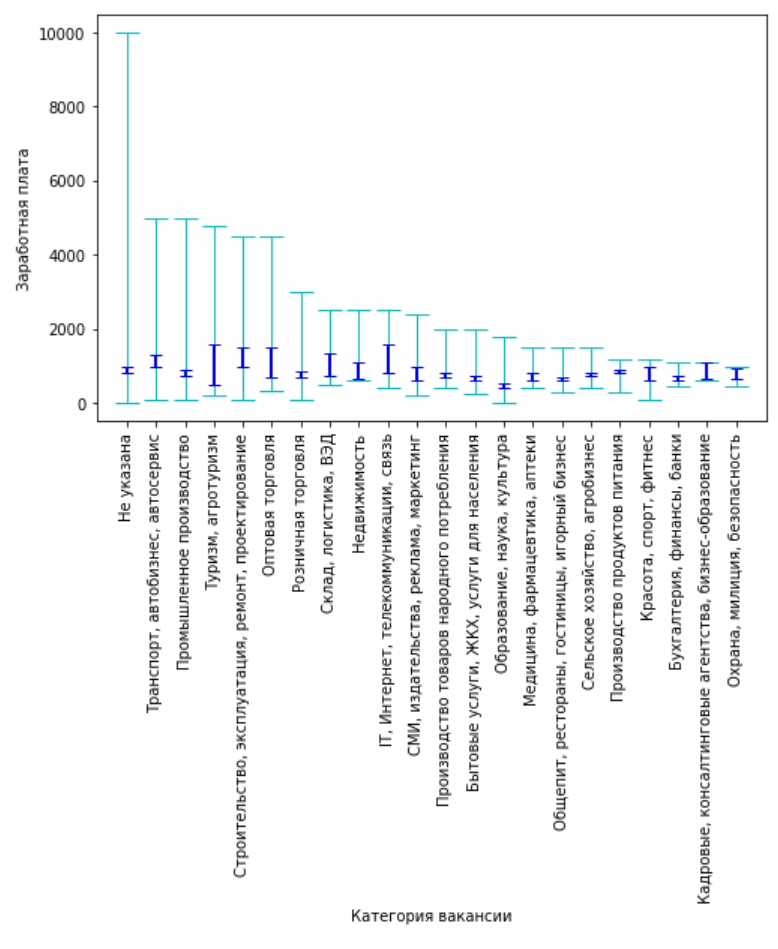 Заработная плата
10000
8000
6000
4000
2000
0
Не указана
Транспорт, автобизнес, автосервис
Промышленное производство
Туризм, агротуризм
Строительство, эксплуатация, ремонт, проектирование
Оптовая торговля
Розничная торговля
Склад, логистика, ВЭД
Недвижимость
IT, Интернет, телекоммуникации, связь
СМИ, издательства, реклама, маркетинг
Производство товаров народного потребления
Бытовые услуги, ЖКХ, услуги для населения
Образование, наука, культура
Медицина, фармацевтика, аптеки
Общепит, рестораны, гостиницы, игорный бизнес
Сельское хозяйство, агробизнес
Производство продуктов питания
Красота, спорт, фитнес
Бухгалтерия, финансы, банки
Кадровые, консалтинговые агентства, бизнес-образование
Охрана, милиция, безопасность
Категория вакансии